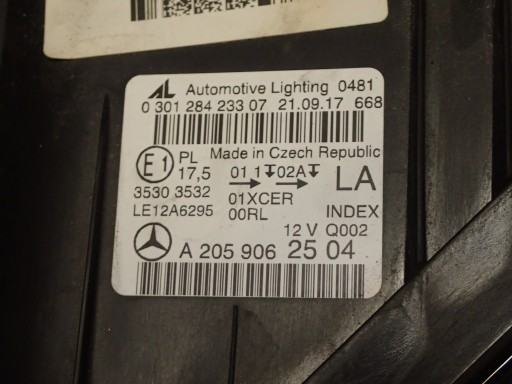 AL Automotive Lighting 0481
0 301 284 233 07 21.09.17 668
E1 PL Made in Czech Republic
17,5 01 1 02A LA
3530 3532 → →
01XCER
LE12A6295 00RL INDEX
12 V Q002
A 205 906 25 04